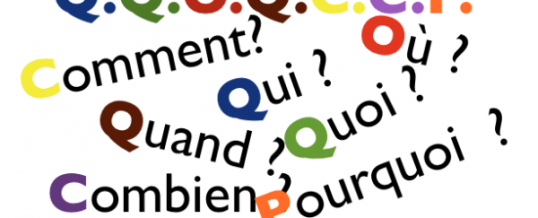 Q.Q.O.Q.C.C.P.
Comment?
Où ?
Qui ?
Quoi ?
Quand ?
Pourquoi ?
Combien ?